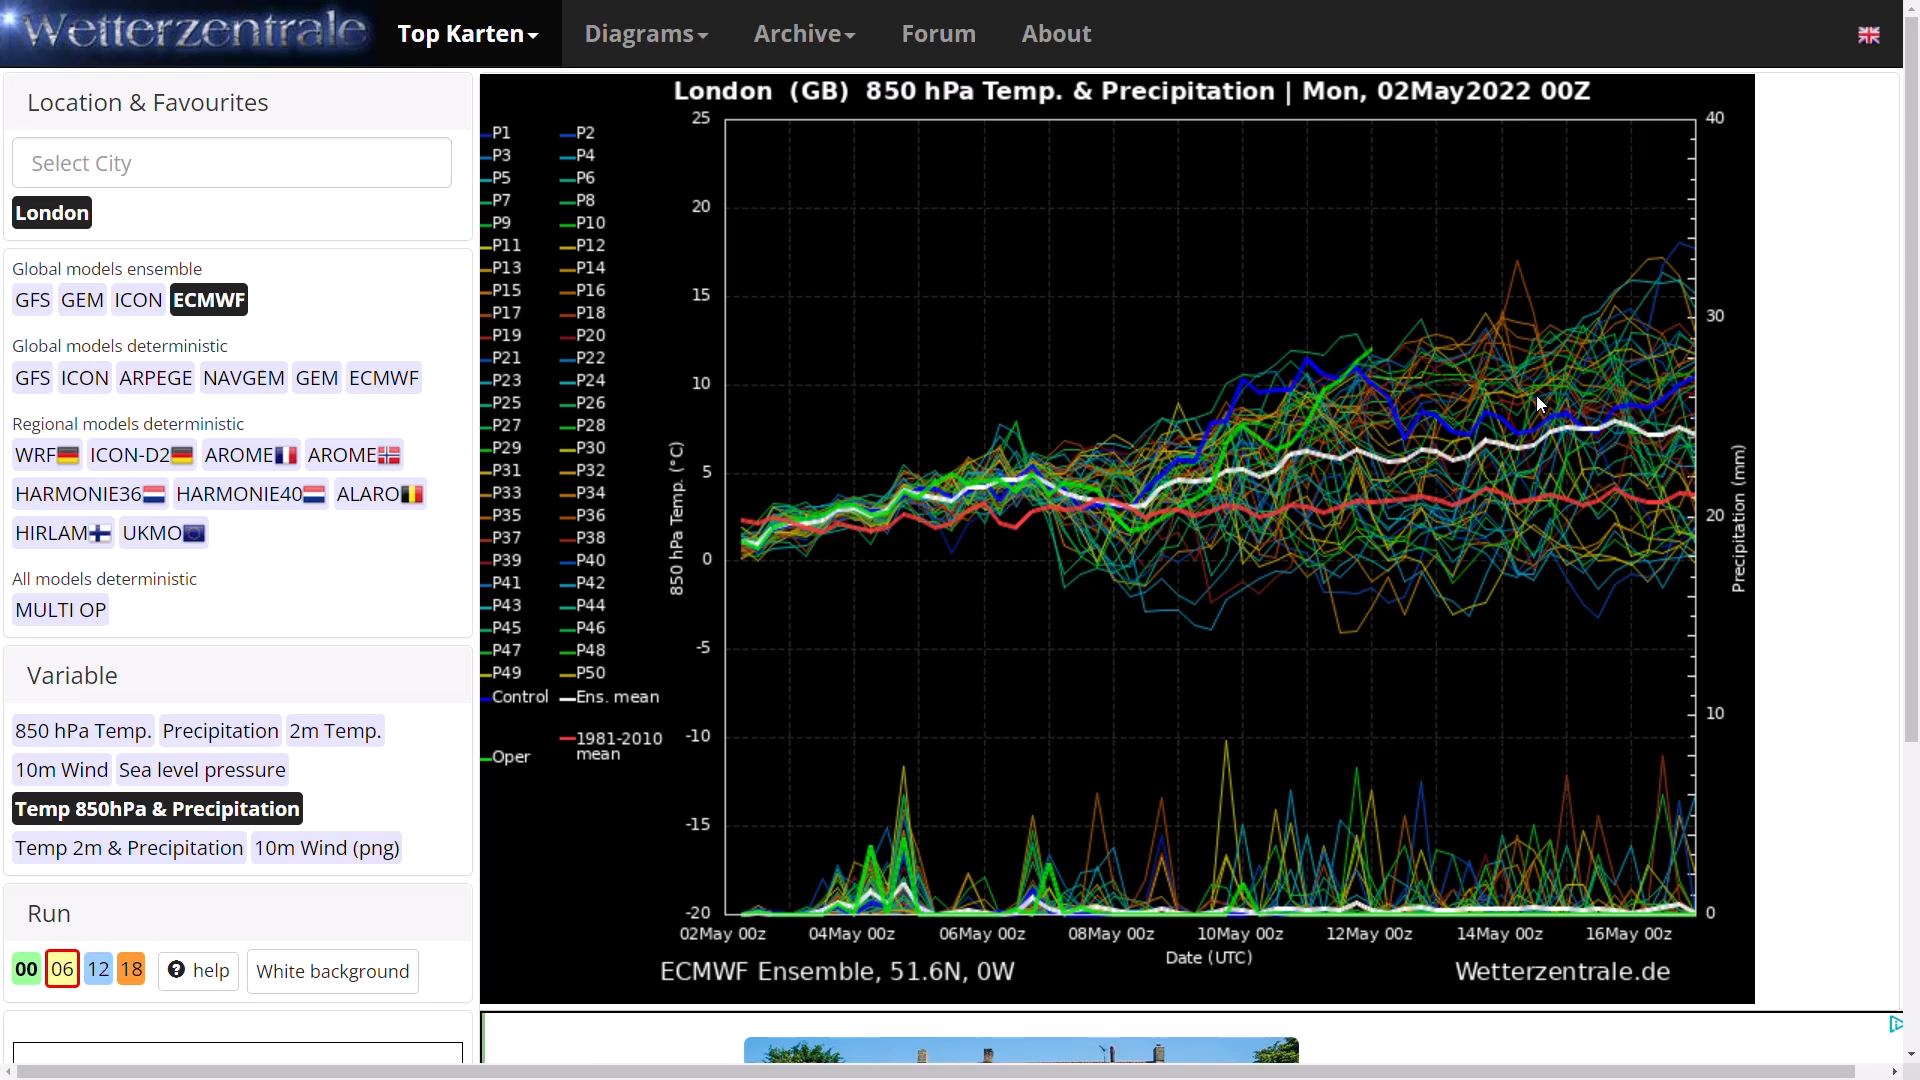 Wetterzentrale
Top Karten
Diagrams
Archive
Forum
About
Location & Favourites
Select City
London
Global models ensemble
GFS GEM ICON ECMWF
Global models deterministic
GFS ICON ARPEGE NAVGEM GEM ECMWF
Regional models deterministic
WRF ICON-D2 AROME AROME
HARMONIE36 HARMONIE40 ALARO
HIRLAM UKMO
All models deterministic
MULTI OP
Variable
850 hPa Temp. Precipitation 2m Temp.
10m Wind Sea level pressure
Temp 850hPa & Precipitation
Temp 2m & Precipitation 10m Wind (png)
Run
00 06 12 18 help White background
London (GB) 850 hPa Temp. & Precipitation | Mon, 02May2022 00Z
P1 P2
P3 P4
P5 P6
P7 P8
P9 P10
P11 P12
P13 P14
P15 P16
P17 P18
P19 P20
P21 P22
P23 P24
P25 P26
P27 P28
P29 P30
P31 P32
P33 P34
P35 P36
P37 P38
P39 P40
P41 P42
P43 P44
P45 P46
P47 P48
P49 P50
Control Ens. mean
Oper
1981-2010
mean
850 hPa Temp. (°C)
25
20
15
10
5
0
-5
-10
-15
-20
40
30
20
10
0
Precipitation (mm)
02May 00z 04May 00z 06May 00z 08May 00z 10May 00z 12May 00z 14May 00z 16May 00z
Date (UTC)
ECMWF Ensemble, 51.6N, 0W
Wetterzentrale.de